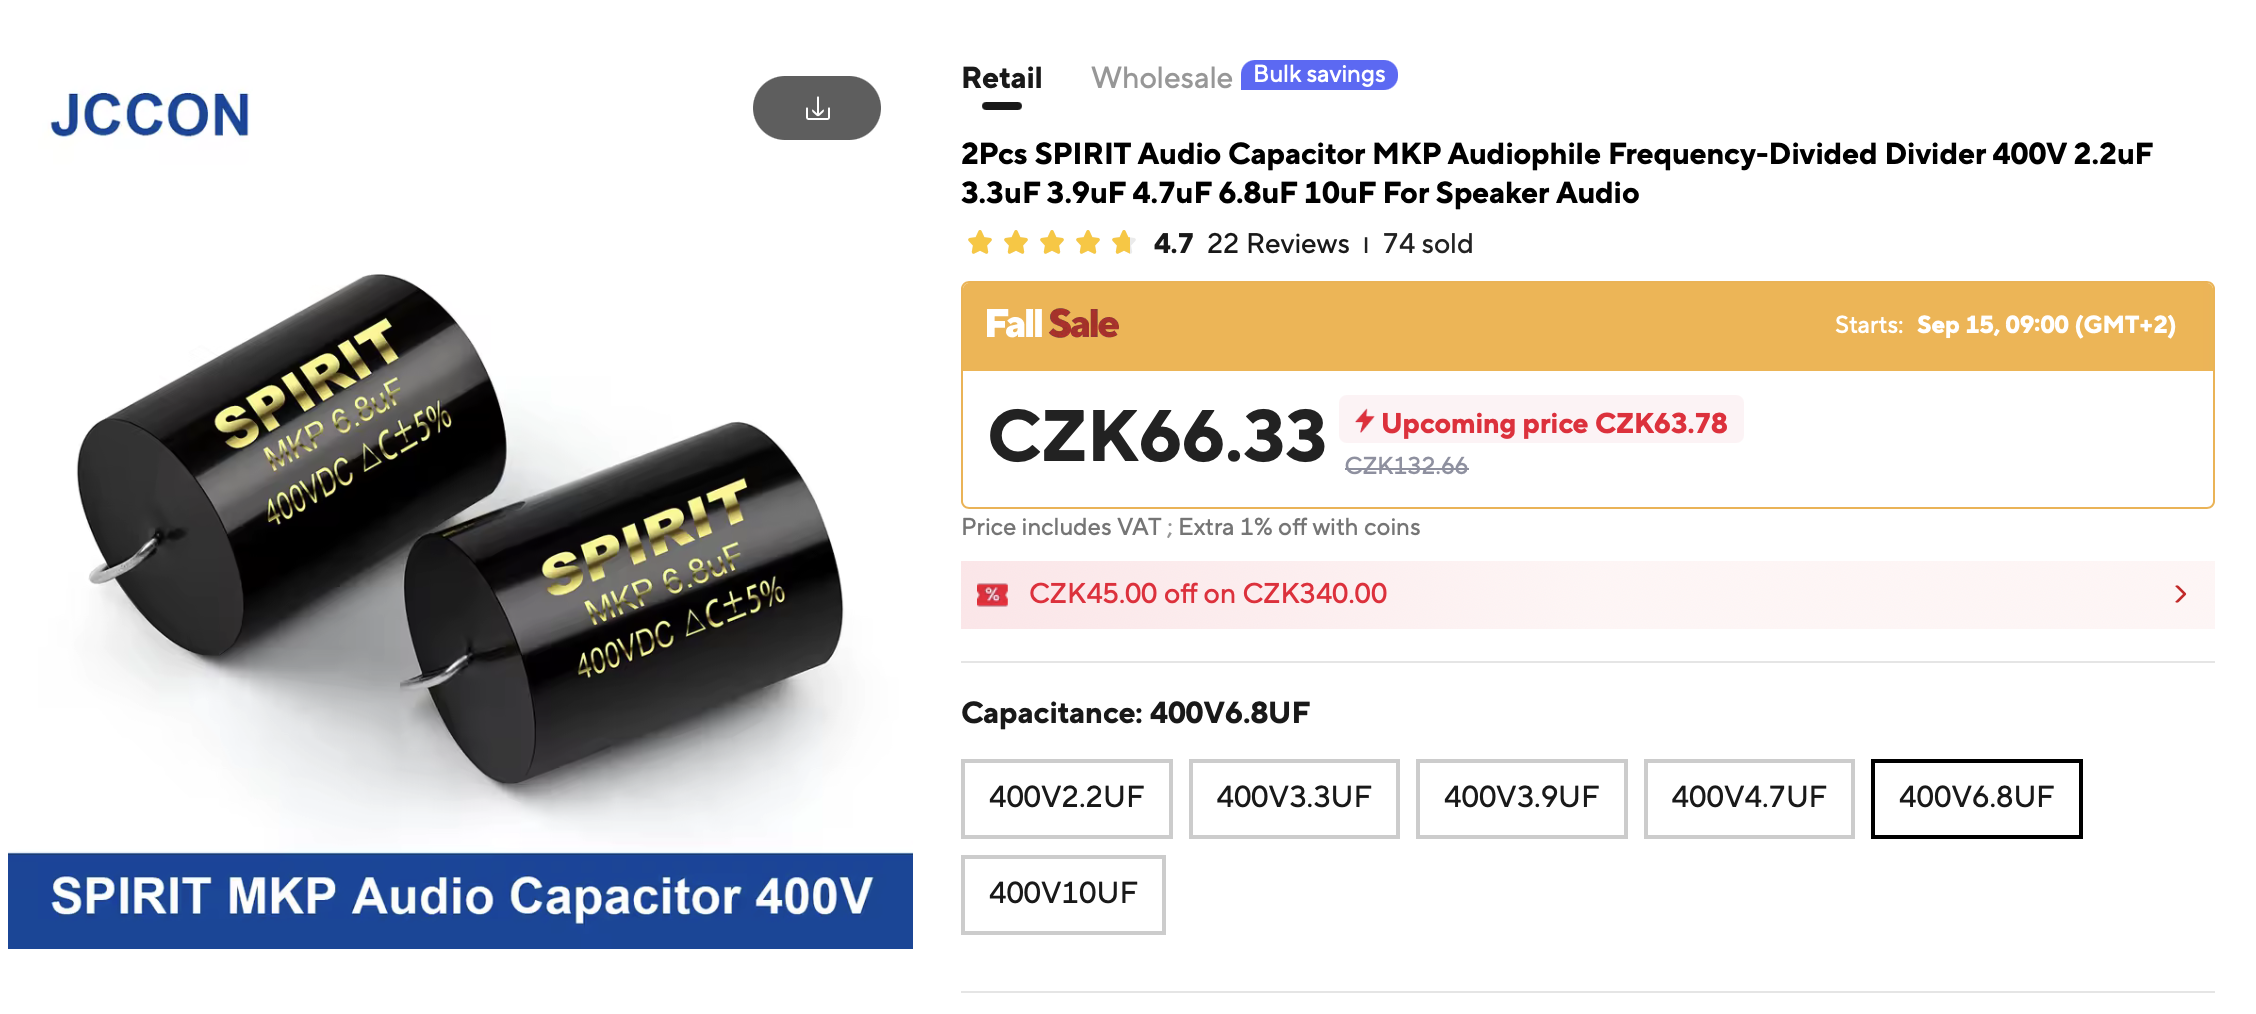 JCCON
SPIRIT
MKP 6.8uF
400VDC △C±5%
SPIRIT
MKP 6.8uF
400VDC △C±5%
SPIRIT MKP Audio Capacitor 400V
Retail Wholesale Bulk savings
2Pcs SPIRIT Audio Capacitor MKP Audiophile Frequency-Divided Divider 400V 2.2uF
3.3uF 3.9uF 4.7uF 6.8uF 10uF For Speaker Audio
4.7 22 Reviews | 74 sold
Fall Sale Starts: Sep 15, 09:00 (GMT+2)
CZK66.33 Upcoming price CZK63.78
CZK132.66
Price includes VAT ; Extra 1% off with coins
% CZK45.00 off on CZK340.00
Capacitance: 400V6.8UF
400V2.2UF 400V3.3UF 400V3.9UF 400V4.7UF 400V6.8UF
400V10UF